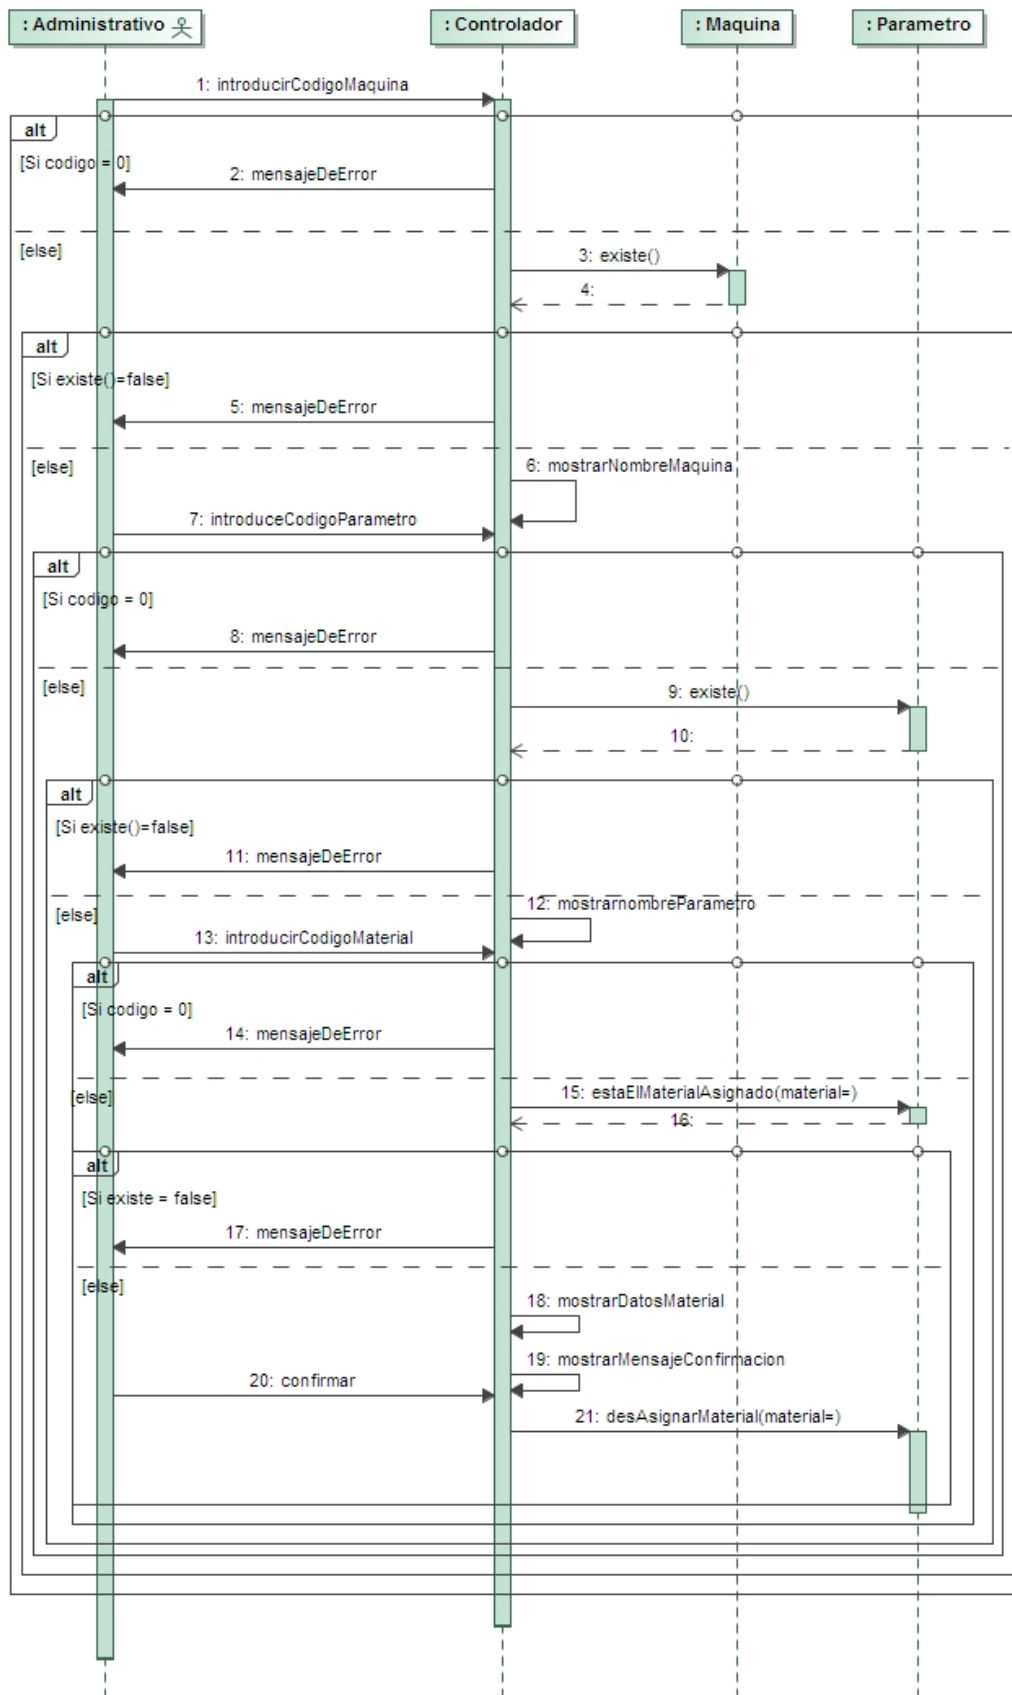 : Administrativo
: Controlador
: Maquina
: Parametro
1: introducirCodigoMaquina
alt
[Si codigo = 0]
2: mensajeDeError
[else]
3: existe()
4:
alt
[Si existe()=false]
5: mensajeDeError
[else]
6: mostrarNombreMaquina
7: introduceCodigoParametro
alt
[Si codigo = 0]
8: mensajeDeError
[else]
9: existe()
10:
alt
[Si existe()=false]
11: mensajeDeError
[else]
12: mostrarnombreParametro
13: introducirCodigoMaterial
alt
[Si codigo = 0]
14: mensajeDeError
[else]
15: estaElMaterialAsignado(material=)
16:
alt
[Si existe = false]
17: mensajeDeError
[else]
18: mostrarDatosMaterial
19: mostrarMensajeConfirmacion
20: confirmar
21: desAsignarMaterial(material=)